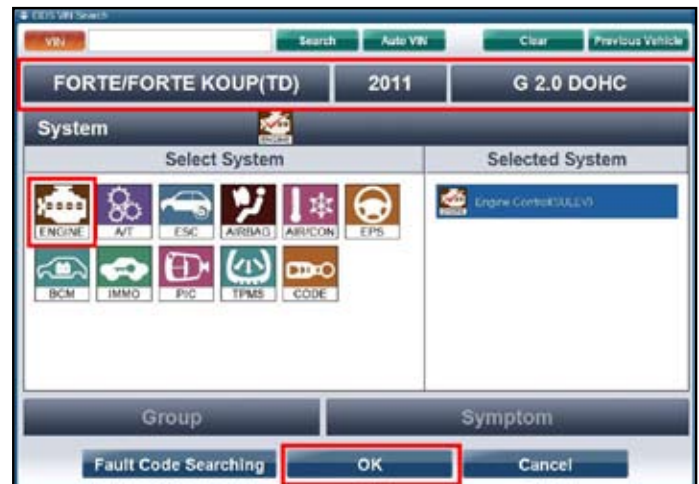 GDS VIN Search
VIN Search Auto VIN Clear Previous Vehicle
FORTE/FORTE KOUP(TD) 2011 G 2.0 DOHC
System ENGINE
Select System Selected System
ENGINE A/T ESC AIRBAG AIR/CON EPS
Engine Control(SULEV)
BCM IMMO PIC TPMS CODE
Group Symptom
Fault Code Searching OK Cancel